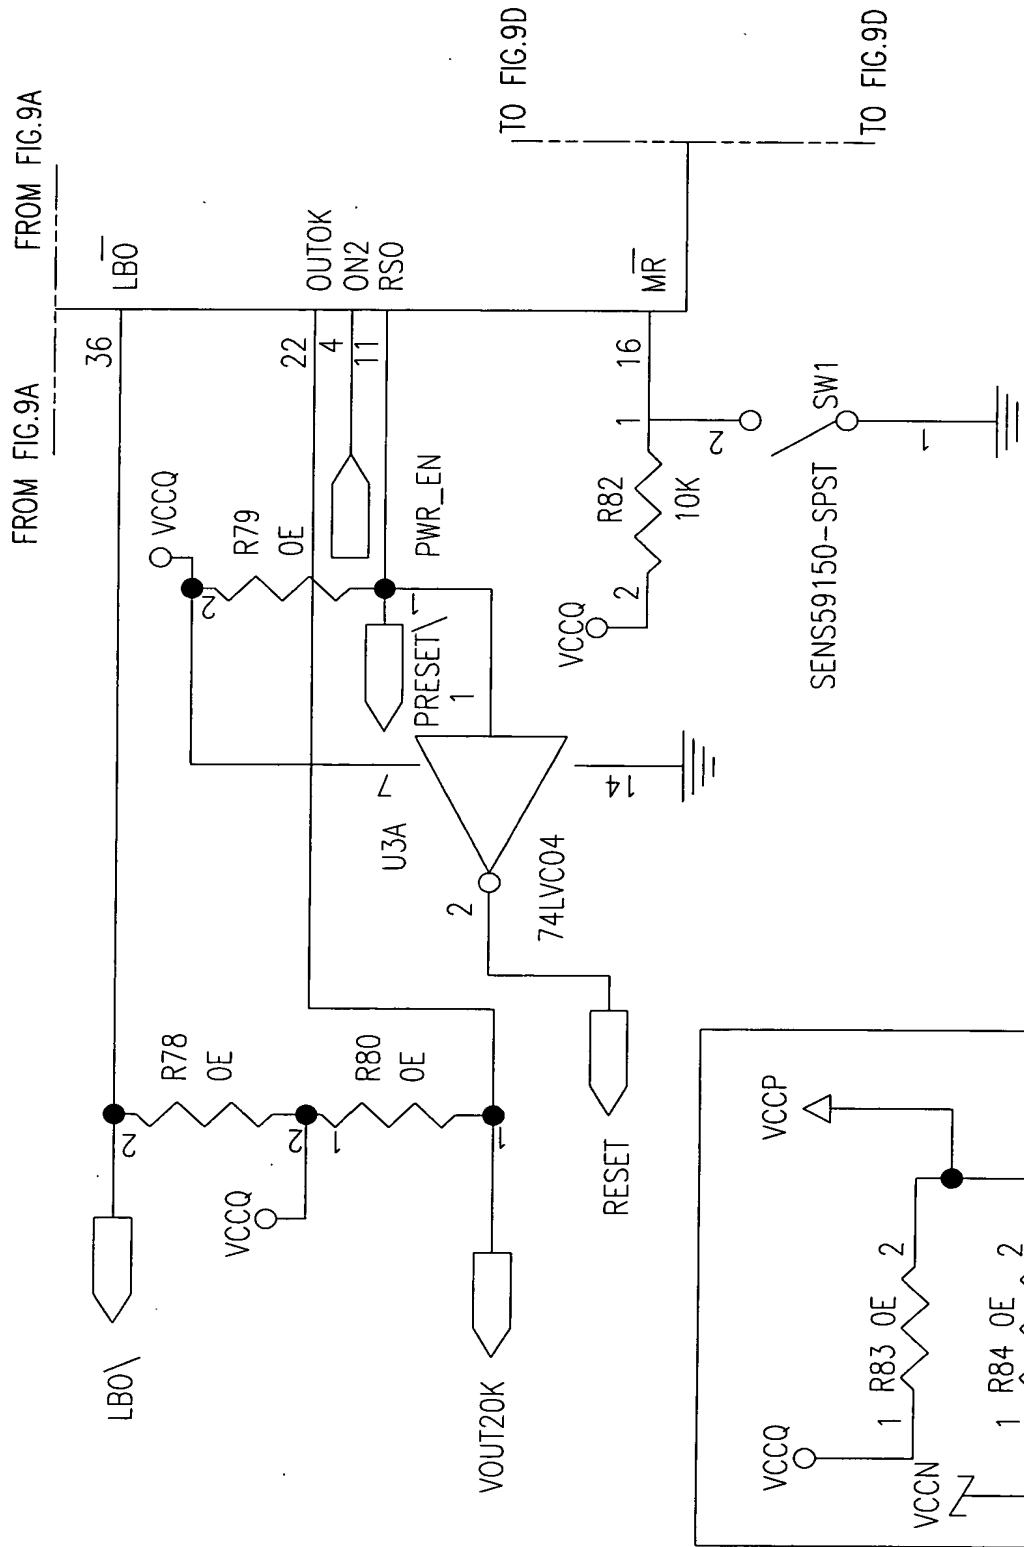 FROM FIG.9A
FROM FIG.9A
TO FIG.9D
TO FIG.9D
36
LBO
22
OUTOK
4
ON2
11
RSO
16
MR
VCCQ
2
R79
0E
1
PWR_EN
PRESET\
1
7
U3A
14
74LVC04
2
RESET
LBO\
2
R78
0E
2
VCCQ
1
R80
0E
1
VOUT20K
VCCQ
2
R82
10K
1
2
SW1
1
SENS59150-SPST
VCCP
VCCQ
1
R83 0E
2
VCCN
1
R84 0E
2